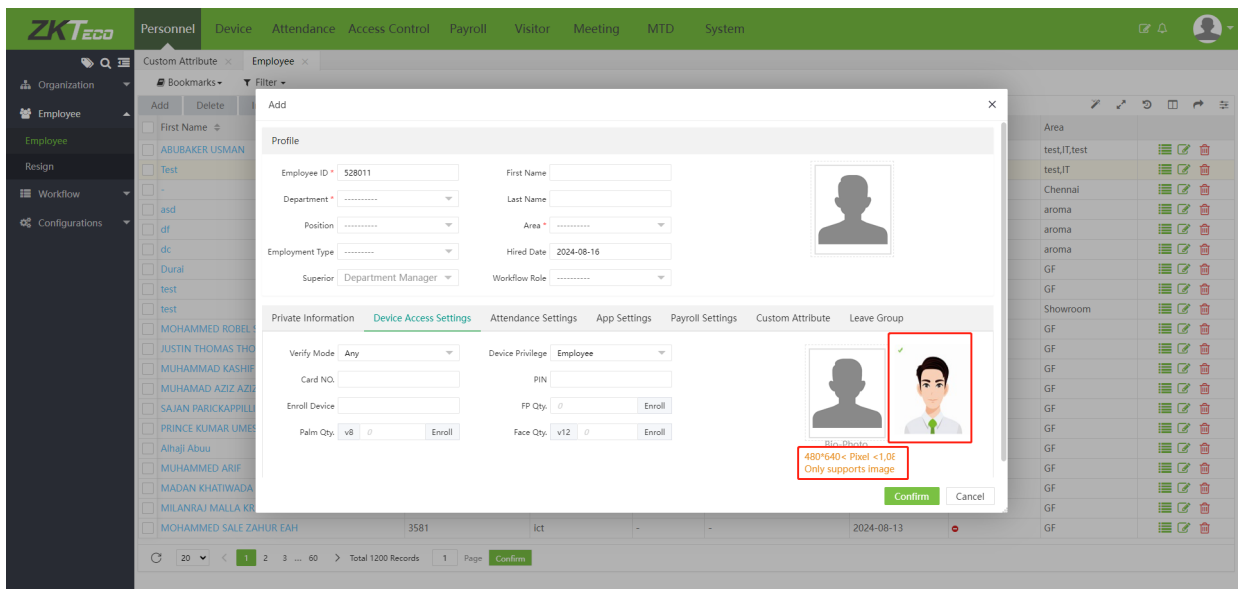 ZKTECO Personnel Device Attendance Access Control Payroll Visitor Meeting MTD System
Custom Attribute × Employee ×
Bookmarks Filter
Organization
Employee
Employee
Resign
Workflow
Configurations
Add Delete
First Name Area
ABUBAKER USMAN test,IT,test
Test test,IT
- Chennai
asd aroma
df aroma
dc aroma
Dural GF
test GF
test Showroom
MOHAMMED ROBEL GF
JUSTIN THOMAS THO GF
MUHAMMAD KASHIF GF
MUHAMAD AZIZ AZIZ GF
SAJAN PARICKAPPILLI GF
PRINCE KUMAR UMES GF
Alhaji Abuu GF
MUHAMMED ARIF GF
MADAN KHATIWADA GF
MILANRAJ MALLA KR GF
MOHAMMED SALE ZAHUR EAH 3581 ict - - 2024-08-13 GF
20 < 1 2 3 ... 60 > Total 1200 Records 1 Page Confirm
Add ×
Profile
Employee ID * 528011 First Name
Department * ---------- Last Name
Position ---------- Area * ----------
Employment Type --------- Hired Date 2024-08-16
Superior Department Manager Workflow Role ----------
Private Information Device Access Settings Attendance Settings App Settings Payroll Settings Custom Attribute Leave Group
Verify Mode Any Device Privilege Employee
Card NO. PIN
Enroll Device FP Qty. 0 Enroll
Palm Qty. v8 0 Enroll Face Qty. v12 0 Enroll
Bio-Photo
480*640< Pixel <1,08
Only supports image
Confirm Cancel